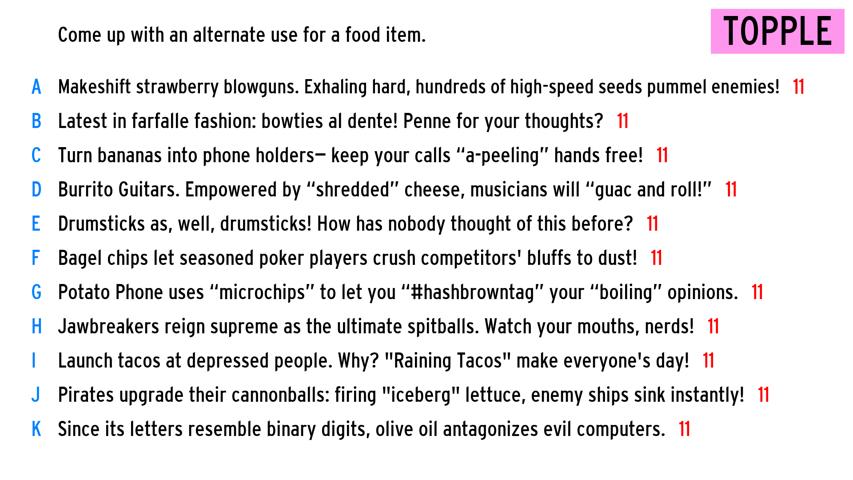 Come up with an alternate use for a food item.
TOPPLE
A Makeshift strawberry blowguns. Exhaling hard, hundreds of high-speed seeds pummel enemies! 11
B Latest in farfalle fashion: bowties al dente! Penne for your thoughts? 11
C Turn bananas into phone holders— keep your calls “a-peeling” hands free! 11
D Burrito Guitars. Empowered by “shredded” cheese, musicians will “guac and roll!” 11
E Drumsticks as, well, drumsticks! How has nobody thought of this before? 11
F Bagel chips let seasoned poker players crush competitors' bluffs to dust! 11
G Potato Phone uses “microchips” to let you “#hashbrowntag” your “boiling” opinions. 11
H Jawbreakers reign supreme as the ultimate spitballs. Watch your mouths, nerds! 11
I Launch tacos at depressed people. Why? "Raining Tacos" make everyone's day! 11
J Pirates upgrade their cannonballs: firing "iceberg" lettuce, enemy ships sink instantly! 11
K Since its letters resemble binary digits, olive oil antagonizes evil computers. 11